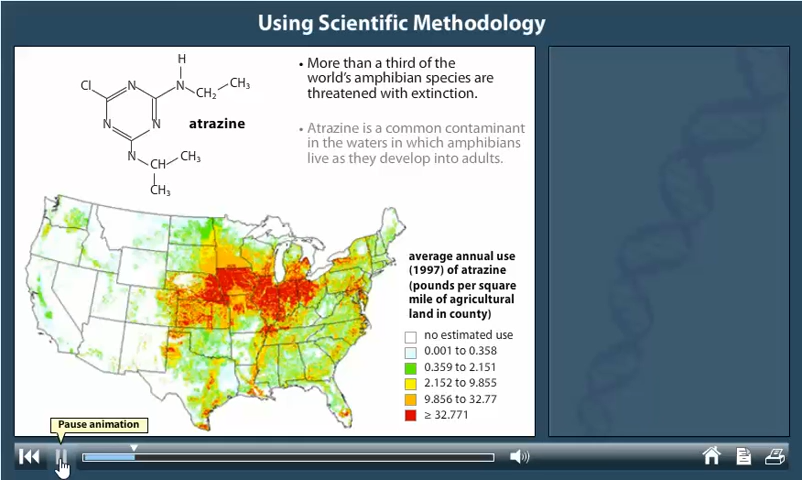 Using Scientific Methodology
H
Cl
N
N
CH2
CH3
N
N
atrazine
N
CH
CH3
CH3
• More than a third of the
world's amphibian species are
threatened with extinction.
• Atrazine is a common contaminant
in the waters in which amphibians
live as they develop into adults.
average annual use
(1997) of atrazine
(pounds per square
mile of agricultural
land in county)
no estimated use
0.001 to 0.358
0.359 to 2.151
2.152 to 9.855
9.856 to 32.77
≥ 32.771
Pause animation